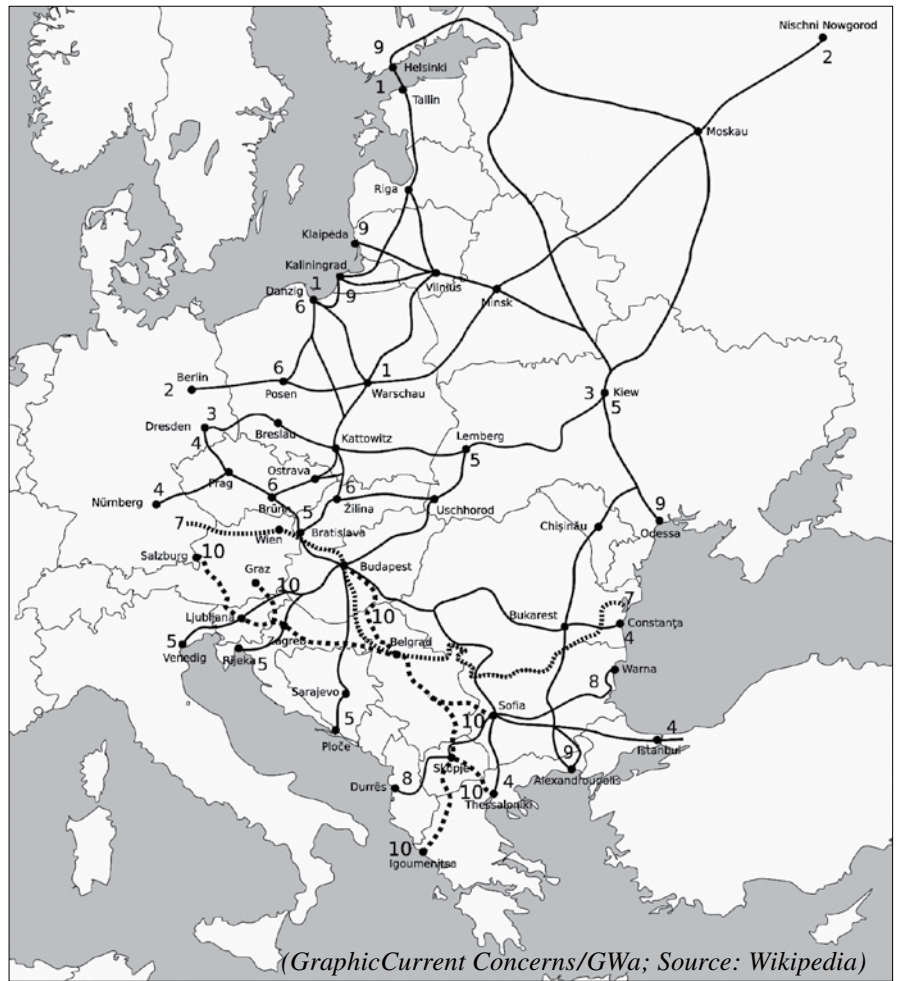 Nischni Nowgorod
2
9
Helsinki
1
Tallin
Moskau
Riga
Klaipėda
9
Kaliningrad
Vilnius
Minsk
Danzig
1
9
6
Berlin
2
6
Posen
1
Warschau
3
Kiew
5
Dresden
3
4
Breslau
Kattowitz
Lemberg
5
Prag
Ostrava
6
Brünn
6
Žilina
Nürnberg
4
5
Uschhorod
9
Odessa
Chişinău
7
Wien
Bratislava
Salzburg
10
Graz
10
Budapest
Ljubljana
Zagreb
10
Belgrad
Bukarest
7
Constanţa
4
5
Venedig
Rijeka
5
Warna
8
Sarajevo
5
Ploče
Sofia
10
4
Istanbul
9
Alexandroupolis
Skopje
8
Durrës
10
4
Thessaloniki
10
Igoumenitsa
(GraphicCurrent Concerns/GWa; Source: Wikipedia)